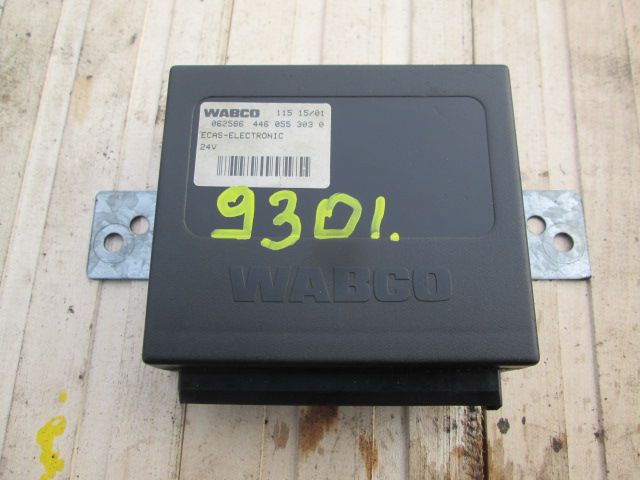 WABCO 115 15/01
062586 446 055 303 0
ECAS-ELECTRONIC
24V
9301.
WABCO